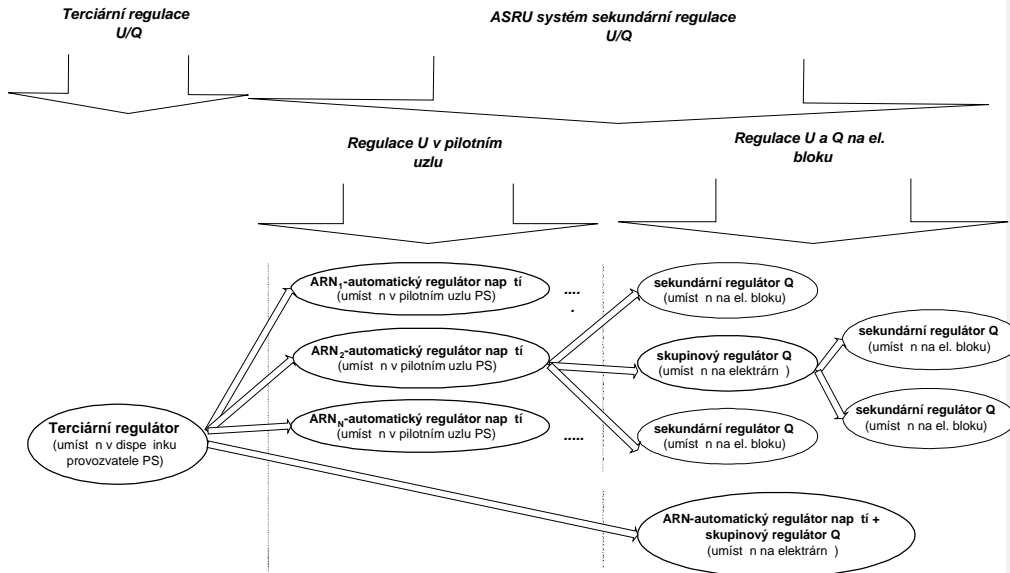 Terciární regulace
U/Q
ASRU systém sekundární regulace
U/Q
Regulace U v pilotním
uzlu
Regulace U a Q na el.
bloku
ARN1-automatický regulátor nap tí
(umíst n v pilotním uzlu PS)
.....
.
sekundární regulátor Q
(umíst n na el. bloku)
ARN2-automatický regulátor nap tí
(umíst n v pilotním uzlu PS)
skupinový regulátor Q
(umíst n na elektrárn )
sekundární regulátor Q
(umíst n na el. bloku)
sekundární regulátor Q
(umíst n na el. bloku)
ARNN-automatický regulátor nap tí
(umíst n v pilotním uzlu PS)
.....
sekundární regulátor Q
(umíst n na el. bloku)
Terciární regulátor
(umíst n v dispe inku
provozvatele PS)
ARN-automatický regulátor nap tí +
skupinový regulátor Q
(umíst n na elektrárn )